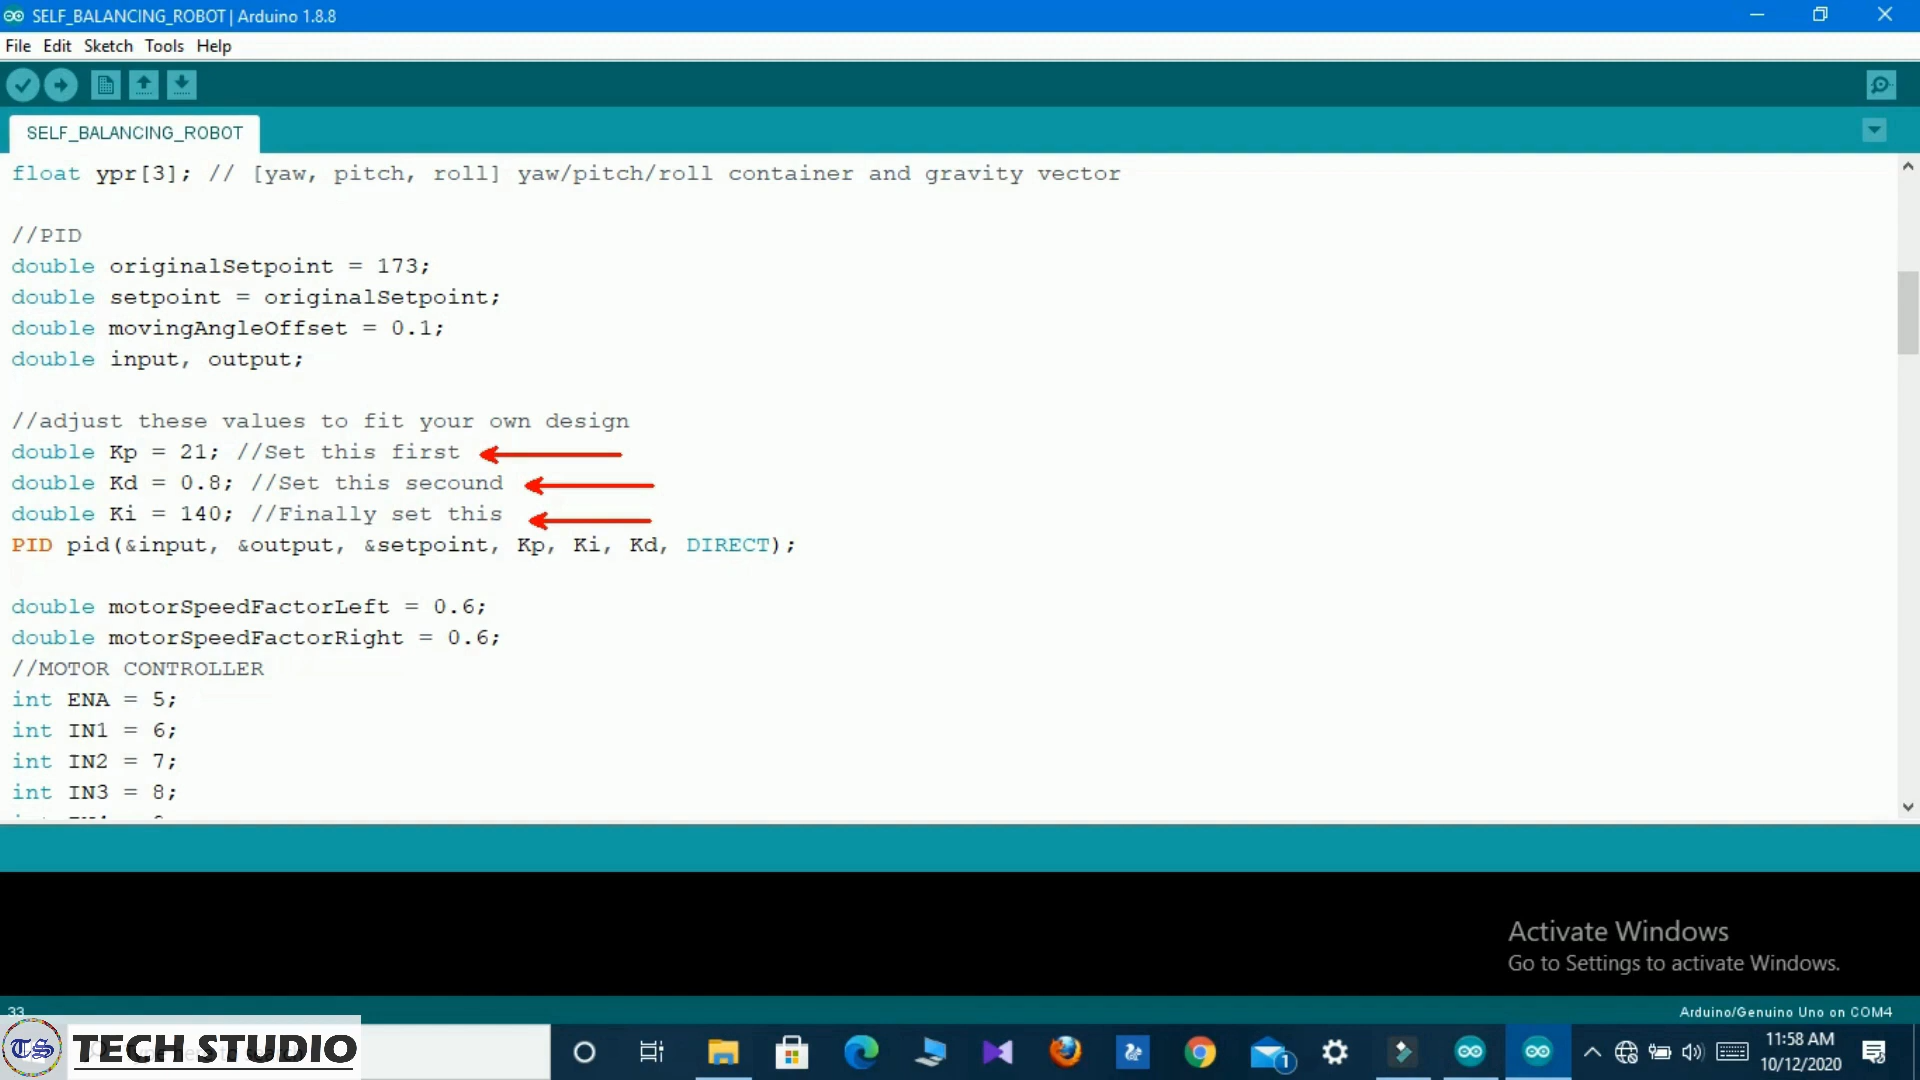 SELF_BALANCING_ROBOT | Arduino 1.8.8
File Edit Sketch Tools Help
SELF_BALANCING_ROBOT
float ypr[3]; // [yaw, pitch, roll] yaw/pitch/roll container and gravity vector
//PID
double originalSetpoint = 173;
double setpoint = originalSetpoint;
double movingAngleOffset = 0.1;
double input, output;
//adjust these values to fit your own design
double Kp = 21; //Set this first
double Kd = 0.8; //Set this secound
double Ki = 140; //Finally set this
PID pid(&input, &output, &setpoint, Kp, Ki, Kd, DIRECT);
double motorSpeedFactorLeft = 0.6;
double motorSpeedFactorRight = 0.6;
//MOTOR CONTROLLER
int ENA = 5;
int IN1 = 6;
int IN2 = 7;
int IN3 = 8;
Activate Windows
Go to Settings to activate Windows.
33
Arduino/Genuino Uno on COM4
TS TECH STUDIO
1
11:58 AM
10/12/2020